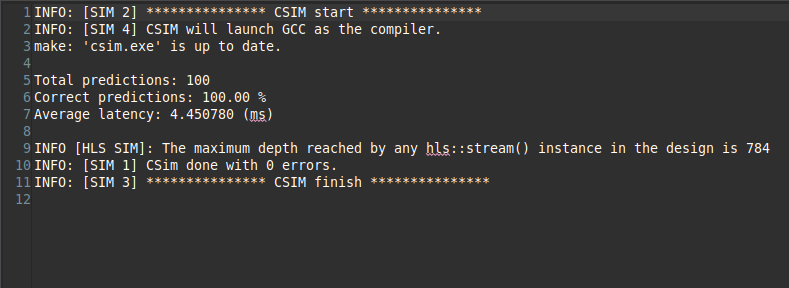 1 INFO: [SIM 2] *************** CSIM start ***************
2 INFO: [SIM 4] CSIM will launch GCC as the compiler.
3 make: 'csim.exe' is up to date.
4
5 Total predictions: 100
6 Correct predictions: 100.00 %
7 Average latency: 4.450780 (ms)
8
9 INFO [HLS SIM]: The maximum depth reached by any hls::stream() instance in the design is 784
10 INFO: [SIM 1] CSim done with 0 errors.
11 INFO: [SIM 3] *************** CSIM finish ***************
12